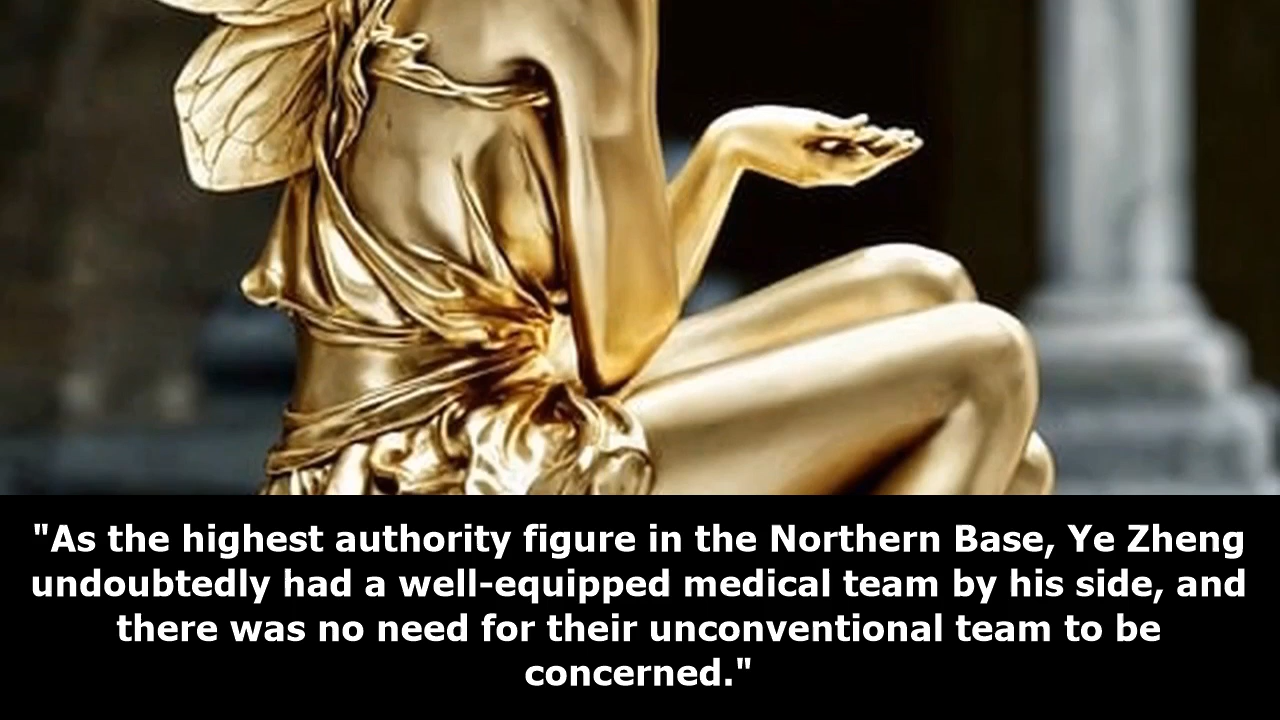 "As the highest authority figure in the Northern Base, Ye Zheng
undoubtedly had a well-equipped medical team by his side, and
there was no need for their unconventional team to be
concerned."